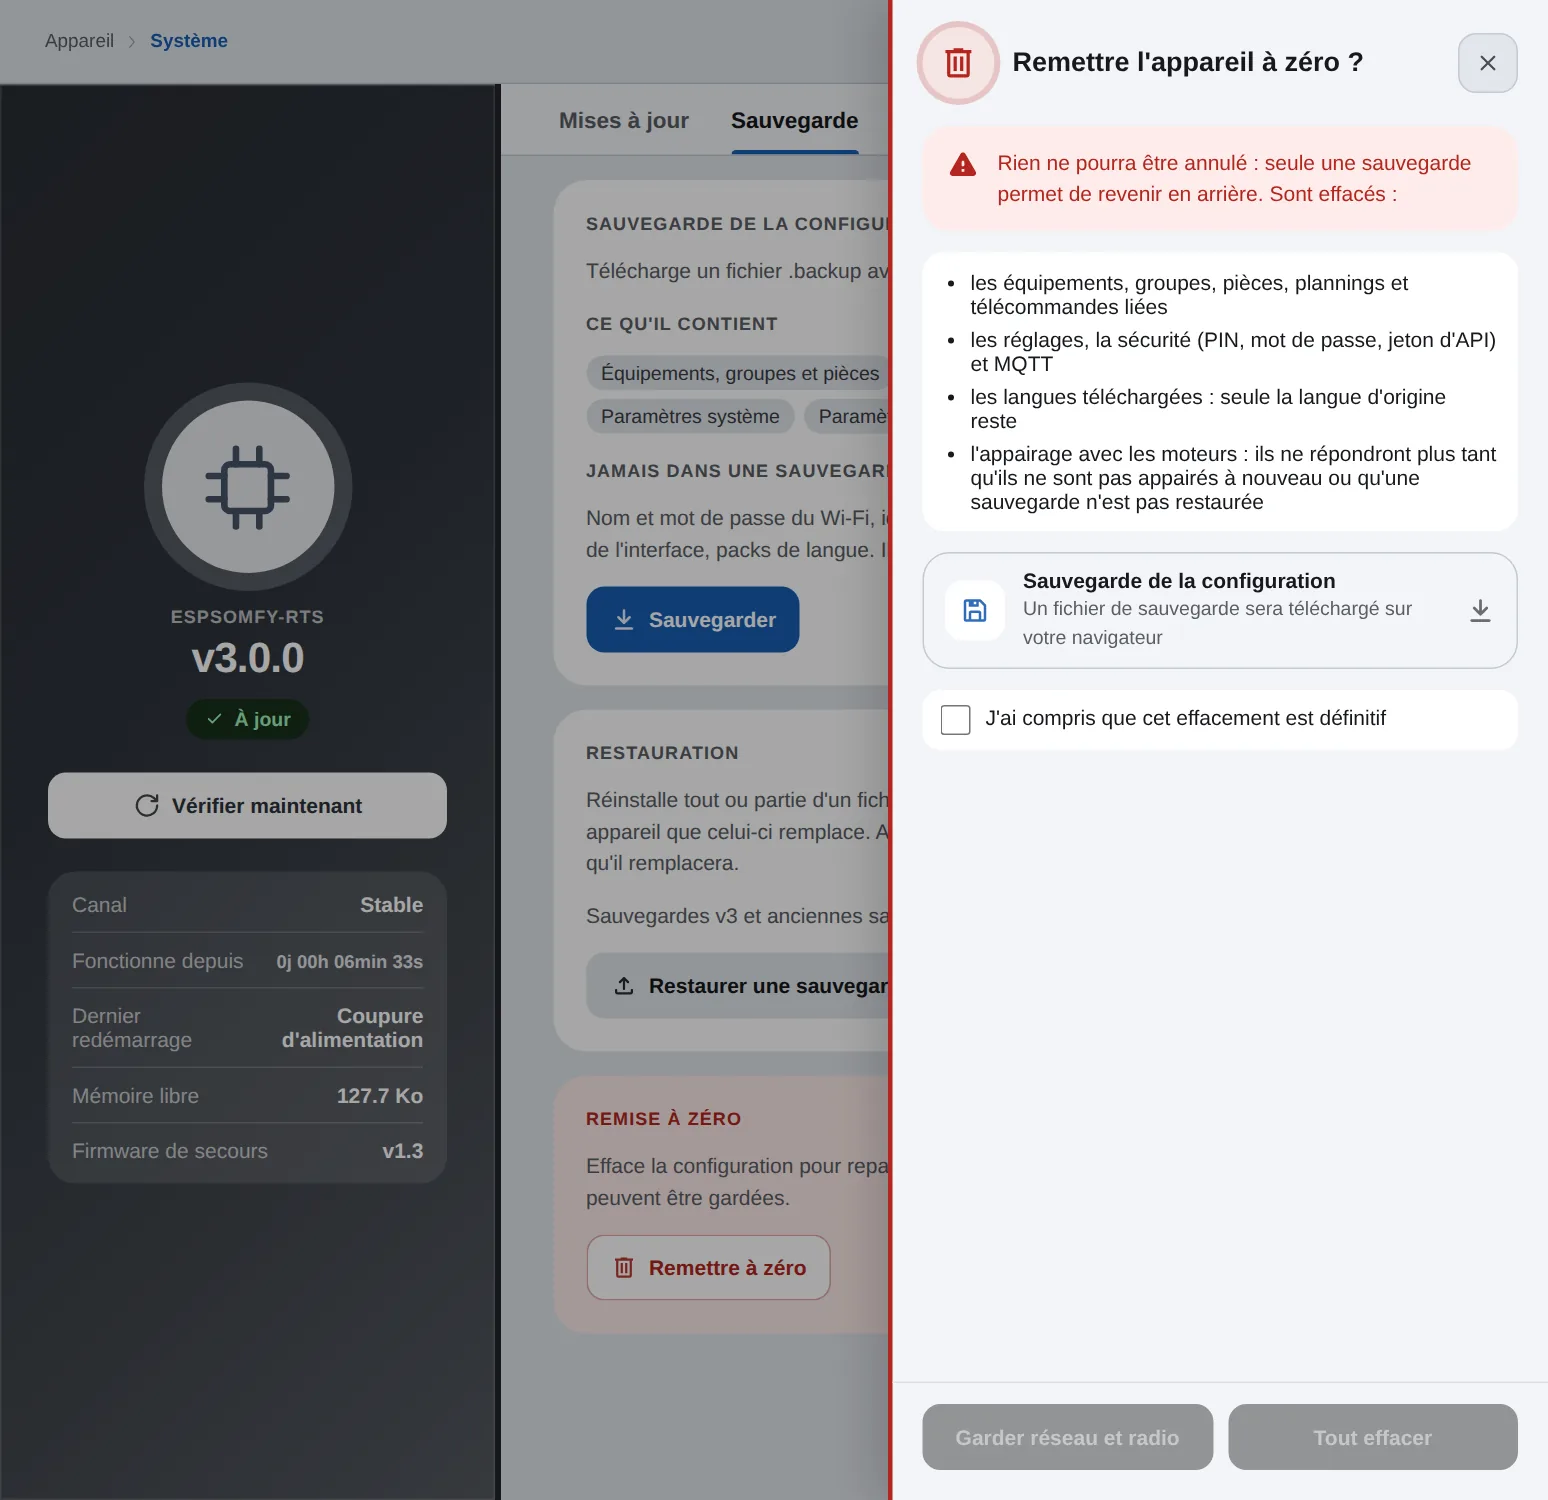 Appareil
Système
ESPSOMFY-RTS
v3.0.0
À jour
Vérifier maintenant
Canal Stable
Fonctionne depuis 0j 00h 06min 33s
Dernier redémarrage Coupure d'alimentation
Mémoire libre 127.7 Ko
Firmware de secours v1.3
Mises à jour
Sauvegarde
SAUVEGARDE DE LA
Télécharge un fichier .backup
CE QU'IL CONTIENT
Équipements, groupes et pièces
Paramètres système
JAMAIS DANS UNE
Nom et mot de passe du Wi-Fi,
de l'interface, packs de langue.
Sauvegarder
RESTAURATION
Réinstalle tout ou partie d'un
appareil que celui-ci remplace.
qu'il remplacera.
Sauvegardes v3 et anciennes
Restaurer une
REMISE À ZÉRO
Efface la configuration pour
peuvent être gardées.
Remettre à zéro
Remettre l'appareil à zéro ?
Rien ne pourra être annulé : seule une sauvegarde
permet de revenir en arrière. Sont effacés :
les équipements, groupes, pièces, plannings et
télécommandes liées
les réglages, la sécurité (PIN, mot de passe, jeton d'API)
et MQTT
les langues téléchargées : seule la langue d'origine
reste
l'appairage avec les moteurs : ils ne répondront plus tant
qu'ils ne sont pas appairés à nouveau ou qu'une
sauvegarde n'est pas restaurée
Sauvegarde de la configuration
Un fichier de sauvegarde sera téléchargé sur
votre navigateur
J'ai compris que cet effacement est définitif
Garder réseau et radio
Tout effacer